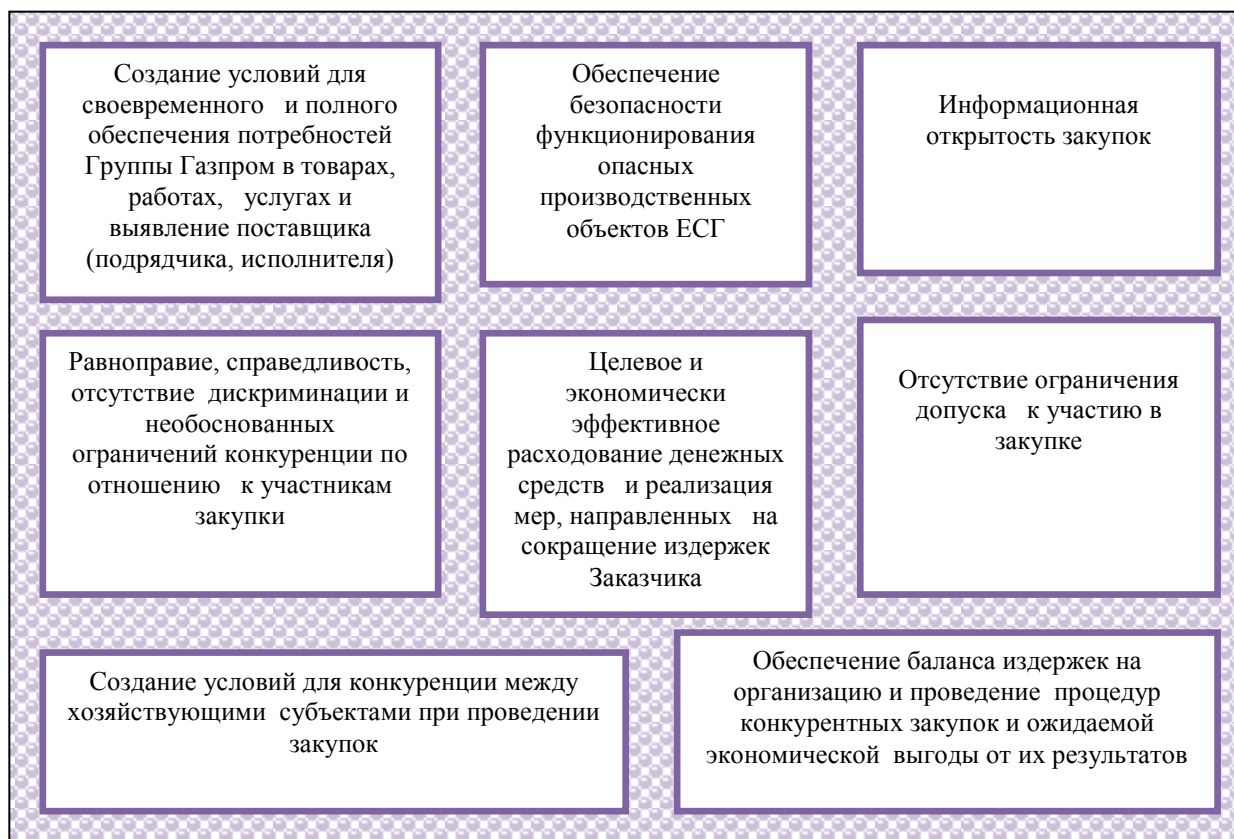 Создание условий для
своевременного и полного
обеспечения потребностей
Группы Газпром в товарах,
работах, услугах и
выявление поставщика
(подрядчика, исполнителя)
Обеспечение
безопасности
функционирования
опасных
производственных
объектов ЕСГ
Информационная
открытость закупок
Равноправие, справедливость,
отсутствие дискриминации и
необоснованных
ограничений конкуренции по
отношению к участникам
закупки
Целевое и
экономически
эффективное
расходование денежных
средств и реализация
мер, направленных на
сокращение издержек
Заказчика
Отсутствие ограничения
допуска к участию в
закупке
Создание условий для конкуренции между
хозяйствующими субъектами при проведении
закупок
Обеспечение баланса издержек на
организацию и проведение процедур
конкурентных закупок и ожидаемой
экономической выгоды от их результатов